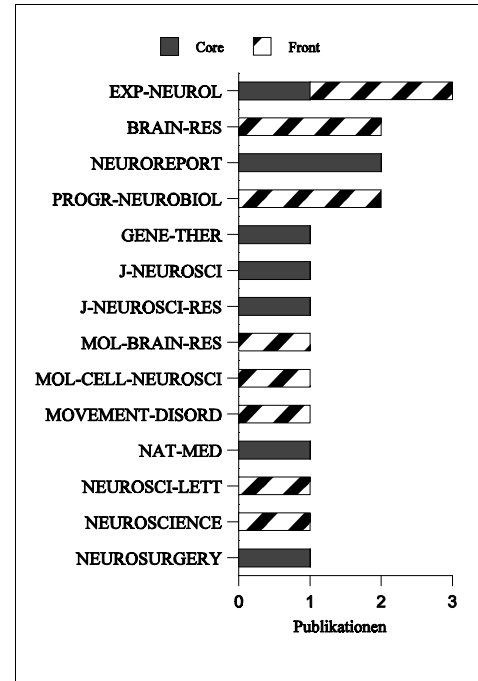 Core Front
EXP-NEUROL
BRAIN-RES
NEUROREPORT
PROGR-NEUROBIOL
GENE-THER
J-NEUROSCI
J-NEUROSCI-RES
MOL-BRAIN-RES
MOL-CELL-NEUROSCI
MOVEMENT-DISORD
NAT-MED
NEUROSCI-LETT
NEUROSCIENCE
NEUROSURGERY
0 1 2 3
Publikationen